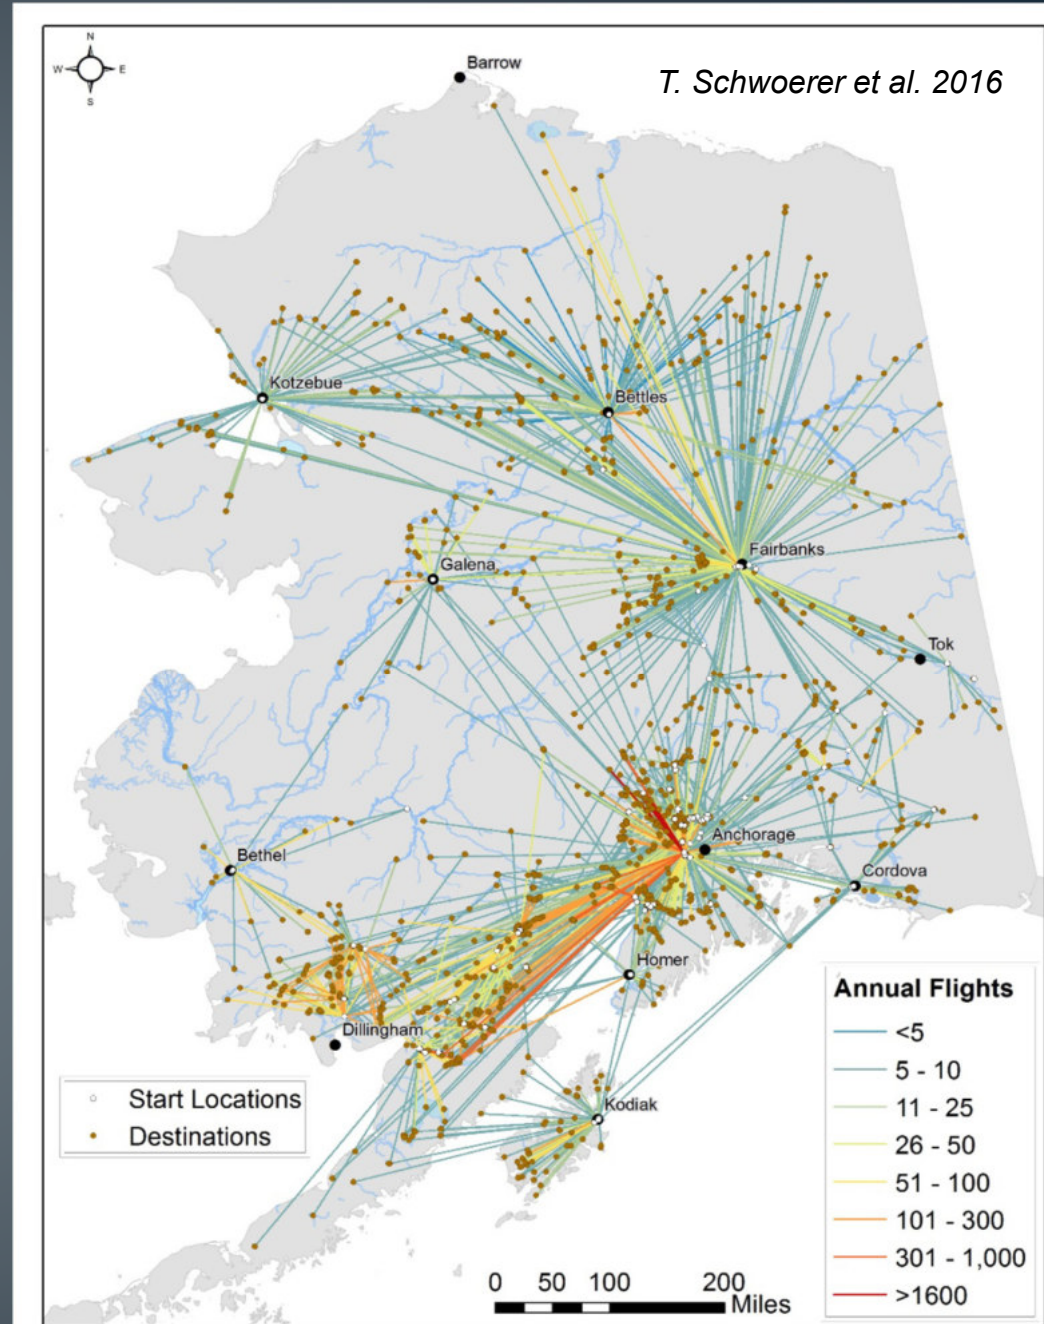 N
W E
S
Barrow
T. Schwoerer et al. 2016
Kotzebue
Bettles
Fairbanks
Galena
Tok
Anchorage
Bethel
Cordova
Homer
Dillingham
Kodiak
Start Locations
Destinations
Annual Flights
<5
5 - 10
11 - 25
26 - 50
51 - 100
101 - 300
301 - 1,000
>1600
0 50 100 200
Miles